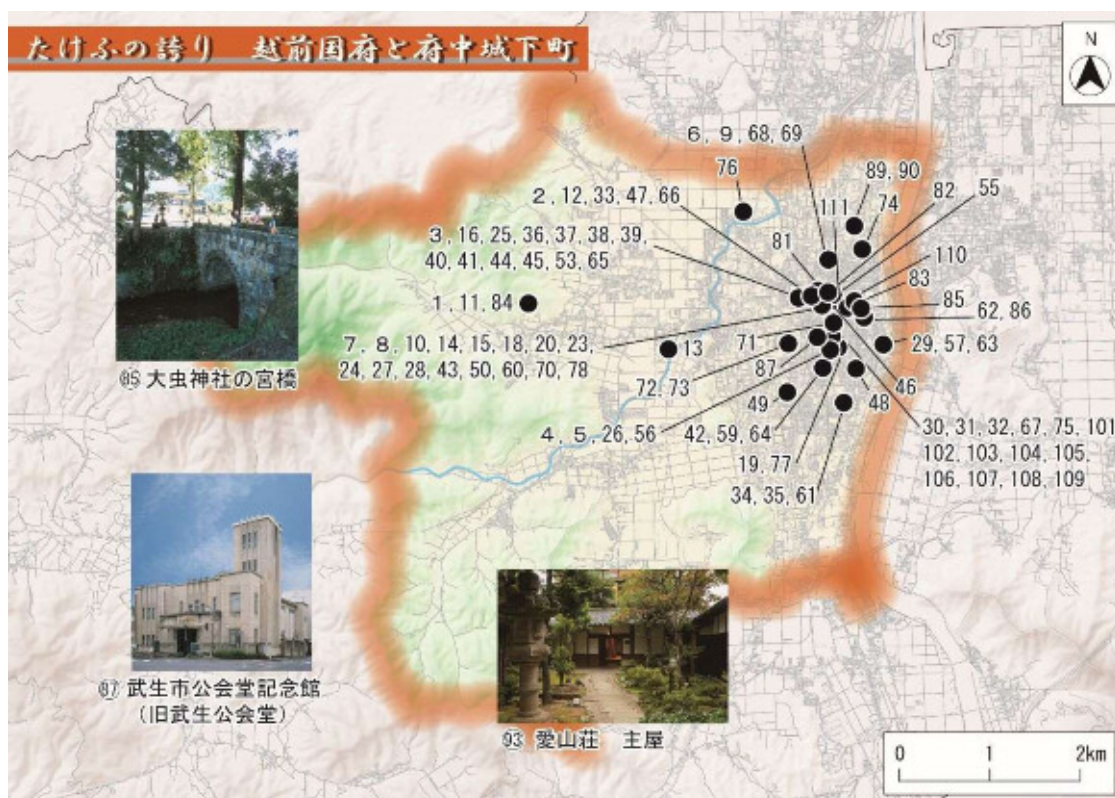 たけふの誇り　越前国府と府中城下町
N
6, 9, 68, 69
76
89, 90
82
55
2, 12, 33, 47, 66
111
74
3, 16, 25, 36, 37, 38, 39,
40, 41, 44, 45, 53, 65
81
110
83
1, 11, 84
85
62, 86
7, 8, 10, 14, 15, 18, 20, 23,
24, 27, 28, 43, 50, 60, 70, 78
13
71
29, 57, 63
72, 73
87
46
49
48
4, 5, 26, 56
42, 59, 64
30, 31, 32, 67, 75, 101
102, 103, 104, 105,
106, 107, 108, 109
19, 77
34, 35, 61
大虫神社の宮橋
武生市公会堂記念館
（旧武生公会堂）
愛山荘　主屋
0 1 2km